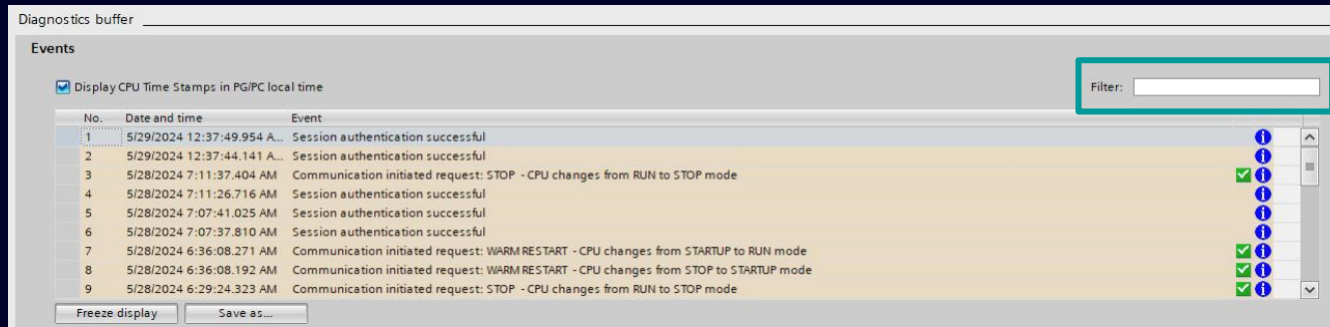 Diagnostics buffer
Events
Display CPU Time Stamps in PG/PC local time
Filter:
No. Date and time Event
1 5/29/2024 12:37:49.954 A... Session authentication successful
2 5/29/2024 12:37:44.141 A... Session authentication successful
3 5/28/2024 7:11:37.404 AM Communication initiated request: STOP - CPU changes from RUN to STOP mode
4 5/28/2024 7:11:26.716 AM Session authentication successful
5 5/28/2024 7:07:41.025 AM Session authentication successful
6 5/28/2024 7:07:37.810 AM Session authentication successful
7 5/28/2024 6:36:08.271 AM Communication initiated request: WARM RESTART - CPU changes from STARTUP to RUN mode
8 5/28/2024 6:36:08.192 AM Communication initiated request: WARM RESTART - CPU changes from STOP to STARTUP mode
9 5/28/2024 6:29:24.323 AM Communication initiated request: STOP - CPU changes from RUN to STOP mode
Freeze display Save as...